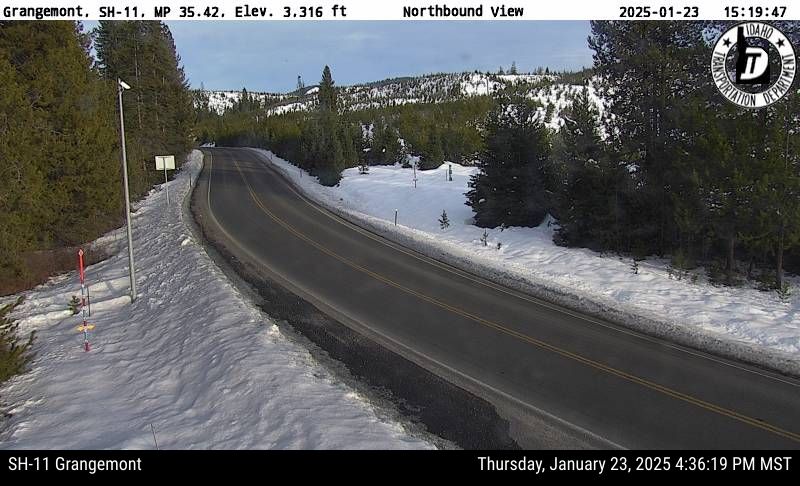 Grangemont, SH-11, MP 35.42, Elev. 3,316 ft Northbound View 2025-01-23 15:19:47
IDAHO
TRANSPORTATION DEPARTMENT
SH-11 Grangemont Thursday, January 23, 2025 4:36:19 PM MST